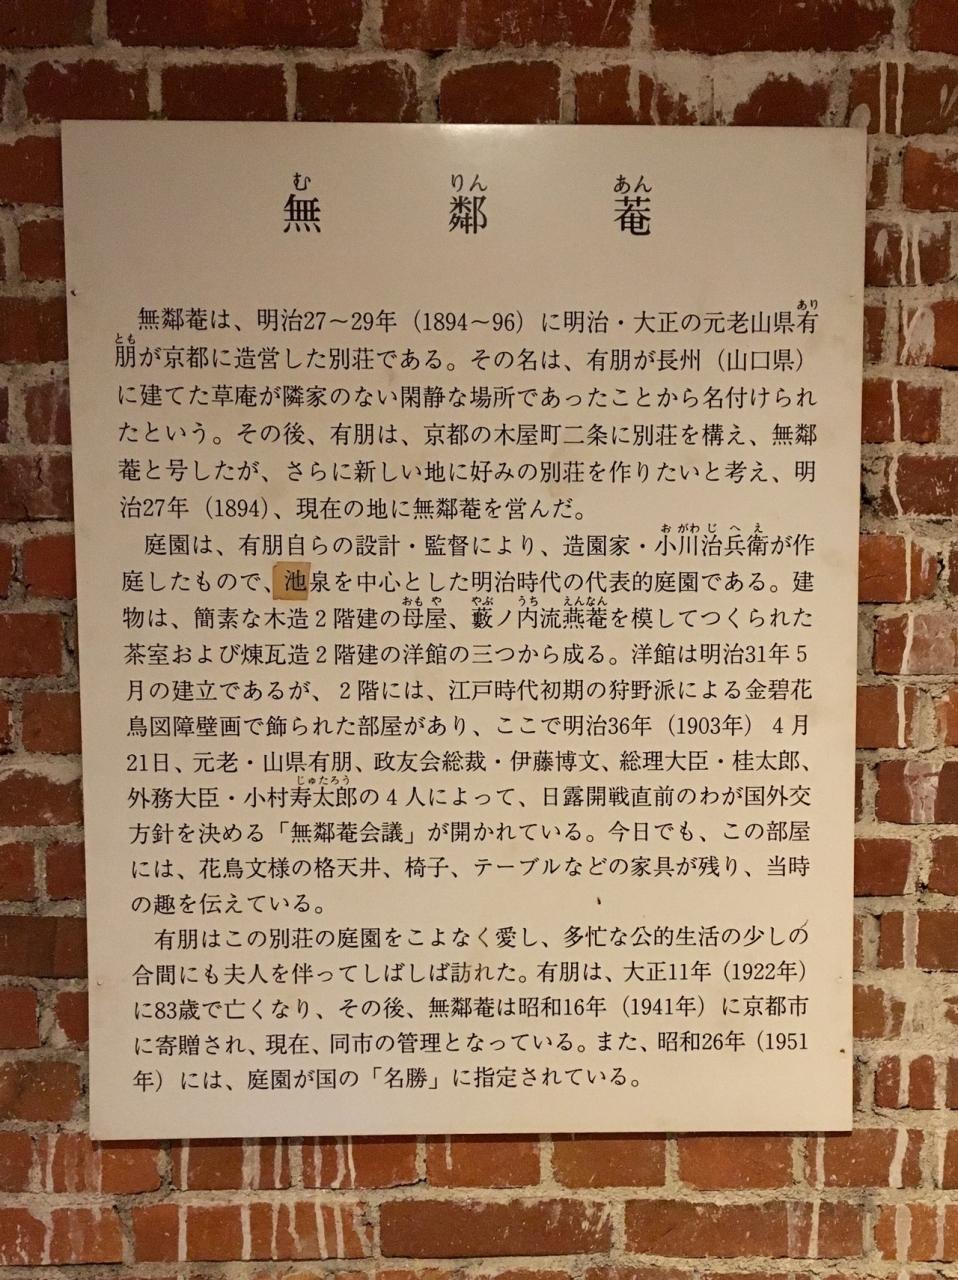 むりんあん
無鄰菴
無鄰菴は、明治27〜29年（1894〜96）に明治・大正の元老山県有
朋が京都に造営した別荘である。その名は、有朋が長州（山口県）
に建てた草庵が隣家のない閑静な場所であったことから名付けられ
たという。その後、有朋は、京都の木屋町二条に別荘を構え、無鄰
菴と号したが、さらに新しい地に好みの別荘を作りたいと考え、明
治27年（1894）、現在の地に無鄰菴を営んだ。
庭園は、有朋自らの設計・監督により、造園家・小川治兵衛が作
庭したもので、池泉を中心とした明治時代の代表的庭園である。建
物は、簡素な木造2階建の母屋、藪ノ内流燕菴を模してつくられた
茶室および煉瓦造2階建の洋館の三つから成る。洋館は明治31年5
月の建立であるが、2階には、江戸時代初期の狩野派による金碧花
鳥図障壁画で飾られた部屋があり、ここで明治36年（1903年）4月
21日、元老・山県有朋、政友会総裁・伊藤博文、総理大臣・桂太郎、
外務大臣・小村寿太郎の4人によって、日露開戦直前のわが国外交
方針を決める「無鄰菴会議」が開かれている。今日でも、この部屋
には、花鳥文様の格天井、椅子、テーブルなどの家具が残り、当時
の趣を伝えている。
有朋はこの別荘の庭園をこよなく愛し、多忙な公的生活の少しの
合間にも夫人を伴ってしばしば訪れた。有朋は、大正11年（1922年）
に83歳で亡くなり、その後、無鄰菴は昭和16年（1941年）に京都市
に寄贈され、現在、同市の管理となっている。また、昭和26年（1951
年）には、庭園が国の「名勝」に指定されている。